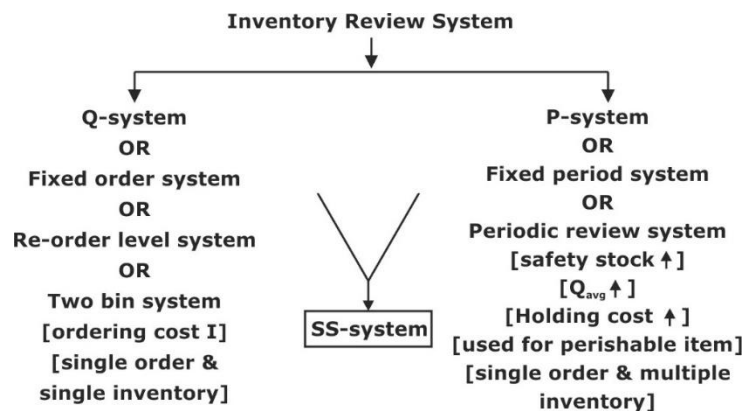 Inventory Review System
Q-system
OR
Fixed order system
OR
Re-order level system
OR
Two bin system
[ordering cost I]
[single order &
single inventory]
SS-system
P-system
OR
Fixed period system
OR
Periodic review system
[safety stock ↑]
[Qavg ↑]
[Holding cost ↑]
[used for perishable item]
[single order & multiple
inventory]